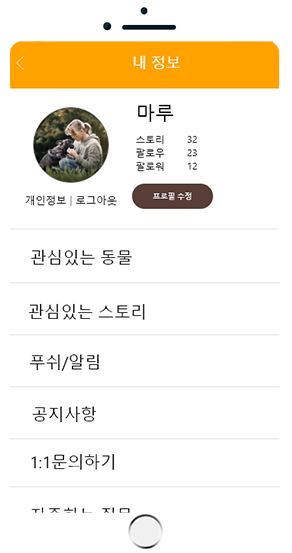 내 정보
마루
스토리 32
팔로우 23
팔로워 12
개인정보 | 로그아웃
프로필 수정
관심있는 동물
관심있는 스토리
푸쉬/알림
공지사항
1:1문의하기